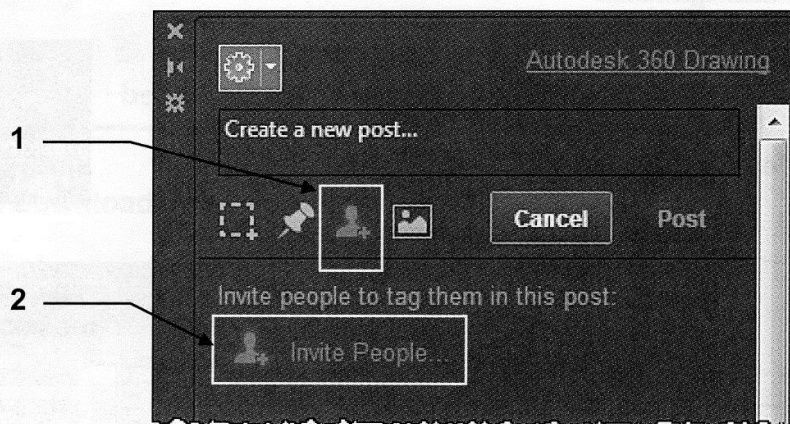 Autodesk 360 Drawing
Create a new post...
1
Cancel
Post
Invite people to tag them in this post:
2
Invite People...